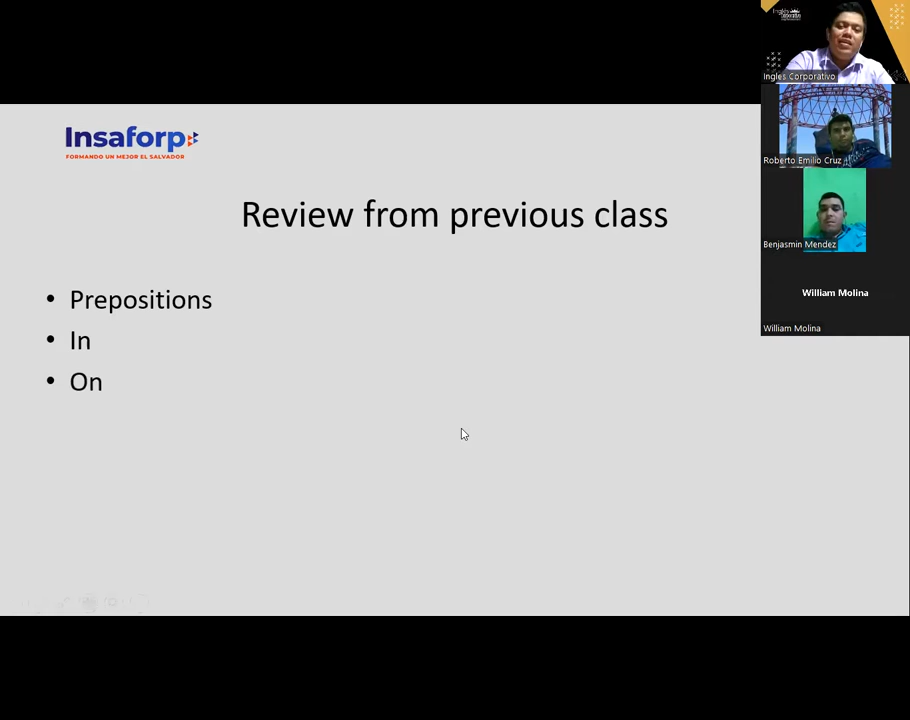 Insaforp
FORMANDO UN MEJOR EL SALVADOR
Review from previous class
• Prepositions
• In
• On
Ingles Corporativo
Roberto Emilio Cruz
Benjasmin Mendez
William Molina
William Molina